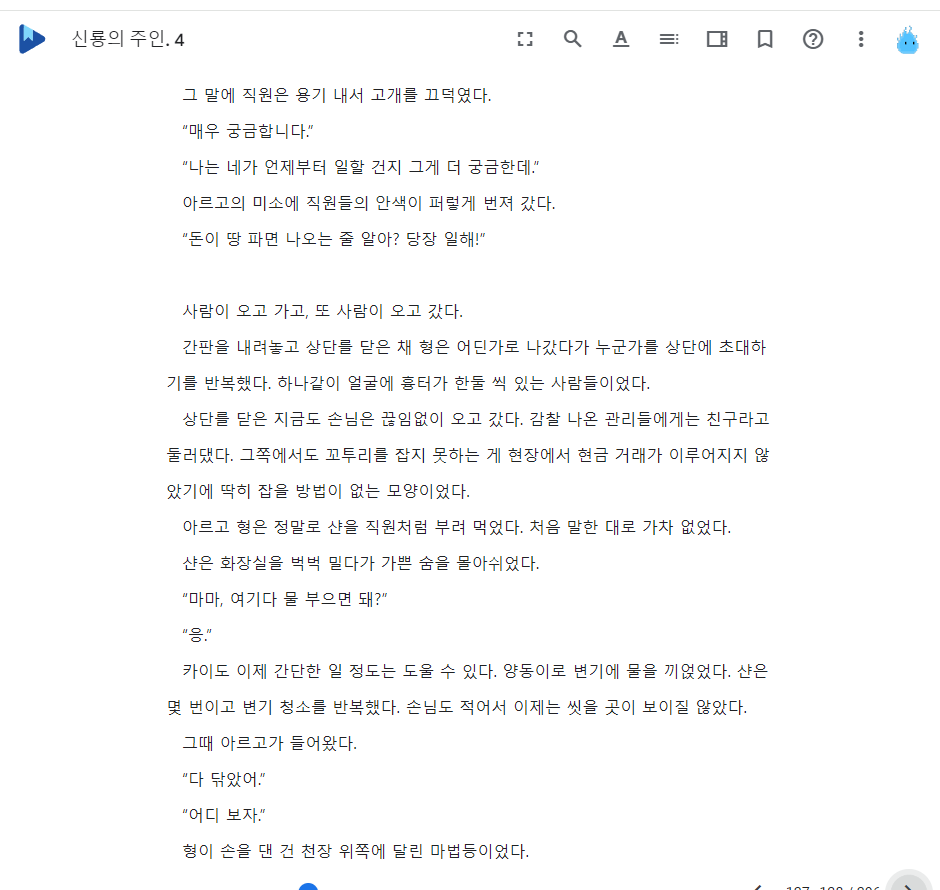 신룡의 주인. 4
그 말에 직원은 용기 내서 고개를 끄덕였다.
“매우 궁금합니다.”
“나는 네가 언제부터 일할 건지 그게 더 궁금한데.”
아르고의 미소에 직원들의 안색이 퍼렇게 번져 갔다.
“돈이 땅 파면 나오는 줄 알아? 당장 일해!”
사람이 오고 가고, 또 사람이 오고 갔다.
간판을 내려놓고 상단를 닫은 채 형은 어딘가로 나갔다가 누군가를 상단에 초대하
기를 반복했다. 하나같이 얼굴에 흉터가 한둘 씩 있는 사람들이었다.
상단를 닫은 지금도 손님은 끊임없이 오고 갔다. 감찰 나온 관리들에게는 친구라고
둘러댔다. 그쪽에서도 꼬투리를 잡지 못하는 게 현장에서 현금 거래가 이루어지지 않
았기에 딱히 잡을 방법이 없는 모양이었다.
아르고 형은 정말로 샨을 직원처럼 부려 먹었다. 처음 말한 대로 가차 없었다.
샨은 화장실을 벅벅 밀다가 가쁜 숨을 몰아쉬었다.
“마마, 여기다 물 부으면 돼?”
“응.”
카이도 이제 간단한 일 정도는 도울 수 있다. 양동이로 변기에 물을 끼얹었다. 샨은
몇 번이고 변기 청소를 반복했다. 손님도 적어서 이제는 씻을 곳이 보이질 않았다.
그때 아르고가 들어왔다.
“다 닦았어.”
“어디 보자.”
형이 손을 댄 건 천장 위쪽에 달린 마법등이었다.